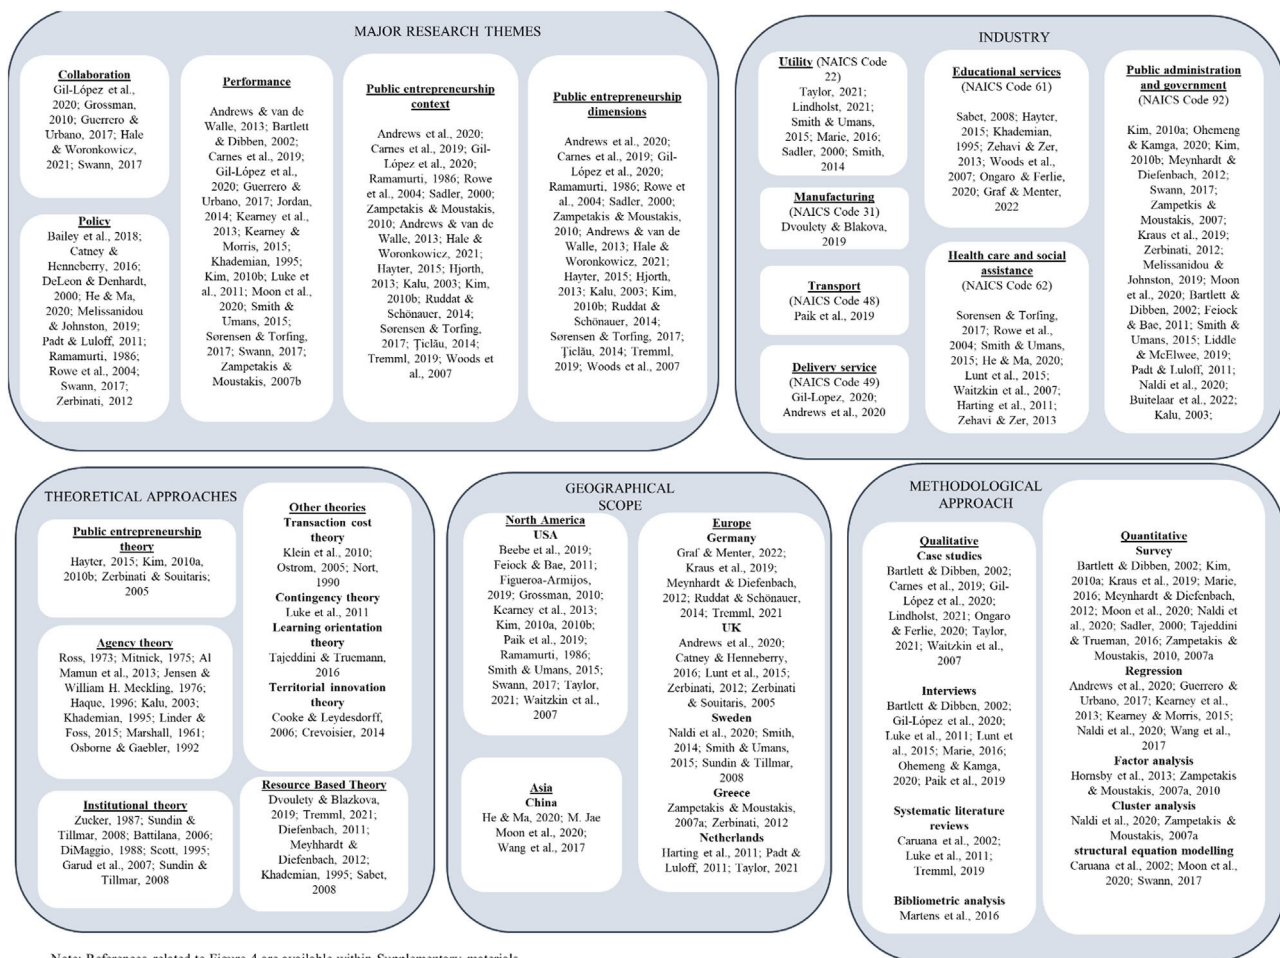 MAJOR RESEARCH THEMES
Collaboration
Gil-López et al.,
2020; Grossman,
2010; Guerrero &
Urbano, 2017; Hale
& Woronkowicz,
2021; Swann, 2017
Policy
Bailey et al., 2018;
Catney &
Henneberry, 2016;
DeLeon & Denhardt,
2000; He & Ma,
2020; Melissanidou
& Johnston, 2019;
Padt & Luloff, 2011;
Ramamurti, 1986;
Rowe et al., 2004;
Swann, 2017;
Zerbinati, 2012
Performance
Andrews & van de
Walle, 2013; Bartlett
& Dibben, 2002;
Carnes et al., 2019;
Gil-López et al.,
2020; Guerrero &
Urbano, 2017; Jordan,
2014; Kearney et al.,
2013; Kearney &
Morris, 2015;
Khademian, 1995;
Kim, 2010b; Luke et
al., 2011; Moon et al.,
2020; Smith &
Umans, 2015;
Sørensen & Torfing,
2017; Swann, 2017;
Zampetakis &
Moustakis, 2007b
Public entrepreneurship
context
Andrews et al., 2020;
Carnes et al., 2019; Gil-
López et al., 2020;
Ramamurti, 1986; Rowe
et al., 2004; Sadler, 2000;
Zampetakis & Moustakis,
2010; Andrews & van de
Walle, 2013; Hale &
Woronkowicz, 2021;
Hayter, 2015; Hjorth,
2013; Kalu, 2003; Kim,
2010b; Ruddat &
Schönauer, 2014;
Sørensen & Torfing,
2017; Ţiclău, 2014;
Tremml, 2019; Woods et
al., 2007
Public entrepreneurship
dimensions
Andrews et al., 2020;
Carnes et al., 2019; Gil-
López et al., 2020;
Ramamurti, 1986; Rowe et
al., 2004; Sadler, 2000;
Zampetakis & Moustakis,
2010; Andrews & van de
Walle, 2013; Hale &
Woronkowicz, 2021;
Hayter, 2015; Hjorth,
2013; Kalu, 2003; Kim,
2010b; Ruddat &
Schönauer, 2014;
Sørensen & Torfing, 2017;
Ţiclău, 2014; Tremml,
2019; Woods et al., 2007
INDUSTRY
Utility (NAICS Code
22)
Taylor, 2021;
Lindholst, 2021;
Smith & Umans,
2015; Marie, 2016;
Sadler, 2000; Smith,
2014
Manufacturing
(NAICS Code 31)
Dvoulety & Blakova,
2019
Transport
(NAICS Code 48)
Paik et al., 2019
Delivery service
(NAICS Code 49)
Gil-Lopez, 2020;
Andrews et al., 2020
Educational services
(NAICS Code 61)
Sabet, 2008; Hayter,
2015; Khademian,
1995; Zehavi & Zer,
2013; Woods et al.,
2007; Ongaro & Ferlie,
2020; Graf & Menter,
2022
Health care and social
assistance
(NAICS Code 62)
Sorensen & Torfing,
2017; Rowe et al.,
2004; Smith & Umans,
2015; He & Ma, 2020;
Lunt et al., 2015;
Waitzkin et al., 2007;
Harting et al., 2011;
Zehavi & Zer, 2013
Public administration
and government
(NAICS Code 92)
Kim, 2010a; Ohemeng
& Kamga, 2020; Kim,
2010b; Meynhardt &
Diefenbach, 2012;
Swann, 2017;
Zampetkis &
Moustakis, 2007;
Kraus et al., 2019;
Zerbinati, 2012;
Melissanidou &
Johnston, 2019; Moon
et al., 2020; Bartlett &
Dibben, 2002; Feiock
& Bae, 2011; Smith &
Umans, 2015; Liddle
& McElwee, 2019;
Padt & Luloff, 2011;
Naldi et al., 2020;
Buitelaar et al., 2022;
Kalu, 2003;
THEORETICAL APPROACHES
Public entrepreneurship
theory
Hayter, 2015; Kim, 2010a,
2010b; Zerbinati & Souitaris;
2005
Agency theory
Ross, 1973; Mitnick, 1975; Al
Mamun et al., 2013; Jensen &
William H. Meckling, 1976;
Haque, 1996; Kalu, 2003;
Khademian, 1995; Linder &
Foss, 2015; Marshall, 1961;
Osborne & Gaebler, 1992
Institutional theory
Zucker, 1987; Sundin &
Tillmar, 2008; Battilana, 2006;
DiMaggio, 1988; Scott, 1995;
Garud et al., 2007; Sundin &
Tillmar, 2008
Other theories
Transaction cost
theory
Klein et al., 2010;
Ostrom, 2005; Nort,
1990
Contingency theory
Luke et al., 2011
Learning orientation
theory
Tajeddini & Truemann,
2016
Territorial innovation
theory
Cooke & Leydesdorff,
2006; Crevoisier, 2014
Resource Based Theory
Dvoulety & Blazkova,
2019; Tremml, 2021;
Diefenbach, 2011;
Meyhhardt &
Diefenbach, 2012;
Khademian, 1995; Sabet,
2008
GEOGRAPHICAL
SCOPE
North America
USA
Beebe et al., 2019;
Feiock & Bae, 2011;
Figueroa-Armijos,
2019; Grossman, 2010;
Kearney et al., 2013;
Kim, 2010a, 2010b;
Paik et al., 2019;
Ramamurti, 1986;
Smith & Umans, 2015;
Swann, 2017; Taylor,
2021; Waitzkin et al.,
2007
Asia
China
He & Ma, 2020; M. Jae
Moon et al., 2020;
Wang et al., 2017
Europe
Germany
Graf & Menter, 2022;
Kraus et al., 2019;
Meynhardt & Diefenbach,
2012; Ruddat & Schönauer,
2014; Tremml, 2021
UK
Andrews et al., 2020;
Catney & Henneberry,
2016; Lunt et al., 2015;
Zerbinati, 2012; Zerbinati
& Souitaris, 2005
Sweden
Naldi et al., 2020; Smith,
2014; Smith & Umans,
2015; Sundin & Tillmar,
2008
Greece
Zampetakis & Moustakis,
2007a; Zerbinati, 2012
Netherlands
Harting et al., 2011; Padt &
Luloff, 2011; Taylor, 2021
METHODOLOGICAL
APPROACH
Qualitative
Case studies
Bartlett & Dibben, 2002;
Carnes et al., 2019; Gil-
López et al., 2020;
Lindholst, 2021; Ongaro
& Ferlie, 2020; Taylor,
2021; Waitzkin et al.,
2007
Interviews
Bartlett & Dibben, 2002;
Gil-López et al., 2020;
Luke et al., 2011; Lunt et
al., 2015; Marie, 2016;
Ohemeng & Kamga,
2020; Paik et al., 2019
Systematic literature
reviews
Caruana et al., 2002;
Luke et al., 2011;
Tremml, 2019
Bibliometric analysis
Martens et al., 2016
Quantitative
Survey
Bartlett & Dibben, 2002; Kim,
2010a; Kraus et al., 2019; Marie,
2016; Meynhardt & Diefenbach,
2012; Moon et al., 2020; Naldi et
al., 2020; Sadler, 2000; Tajeddini
& Trueman, 2016; Zampetakis &
Moustakis, 2010, 2007a
Regression
Andrews et al., 2020; Guerrero &
Urbano, 2017; Kearney et al.,
2013; Kearney & Morris, 2015;
Naldi et al., 2020; Wang et al.,
2017
Factor analysis
Hornsby et al., 2013; Zampetakis
& Moustakis, 2007a, 2010
Cluster analysis
Naldi et al., 2020; Zampetakis &
Moustakis, 2007a
structural equation modelling
Caruana et al., 2002; Moon et al.,
2020; Swann, 2017
Note: References related to Figure 4 are available within Supplementary materials